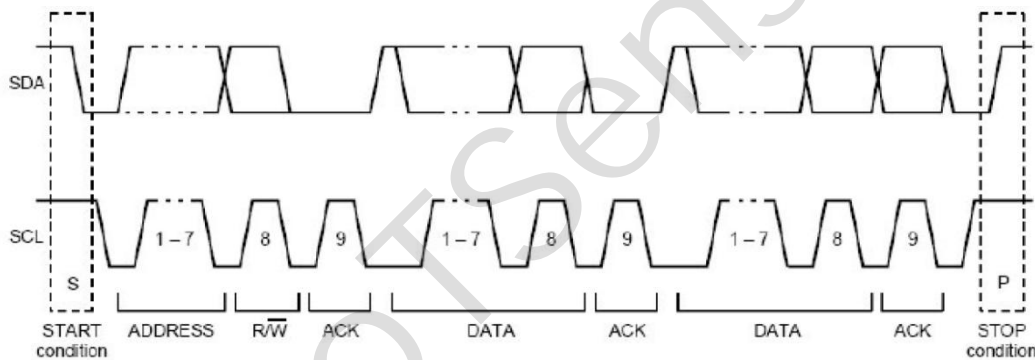 SDA
SCL
1 – 7
8
9
1 – 7
8
9
1 – 7
8
9
S
P
START condition
ADDRESS
R/W̅
ACK
DATA
ACK
DATA
ACK
STOP condition